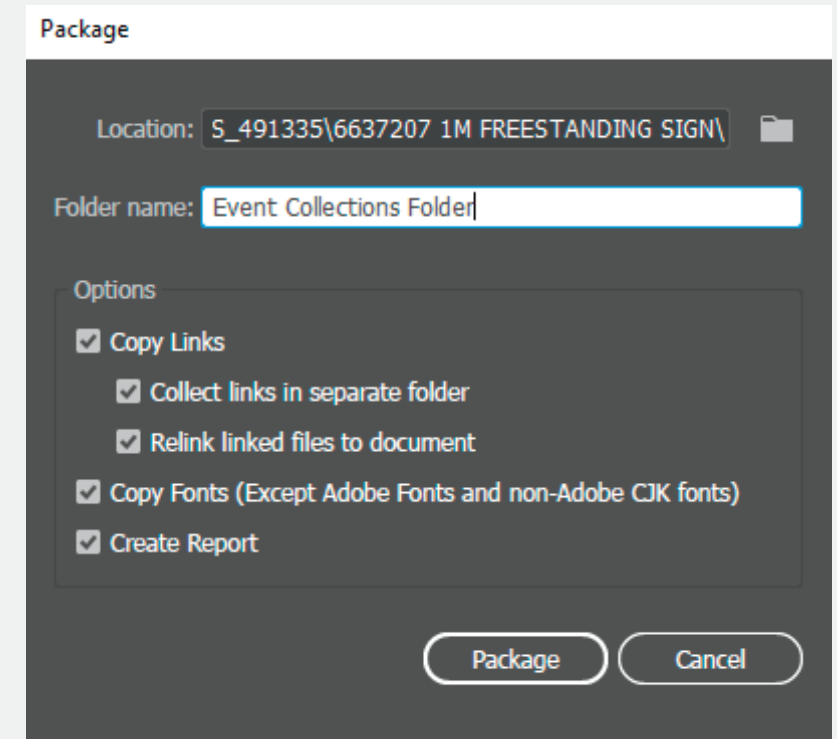 Package
Location: S_491335\6637207 1M FREESTANDING SIGN\
Folder name: Event Collections Folder
Options
Copy Links
Collect links in separate folder
Relink linked files to document
Copy Fonts (Except Adobe Fonts and non-Adobe CJK fonts)
Create Report
Package Cancel